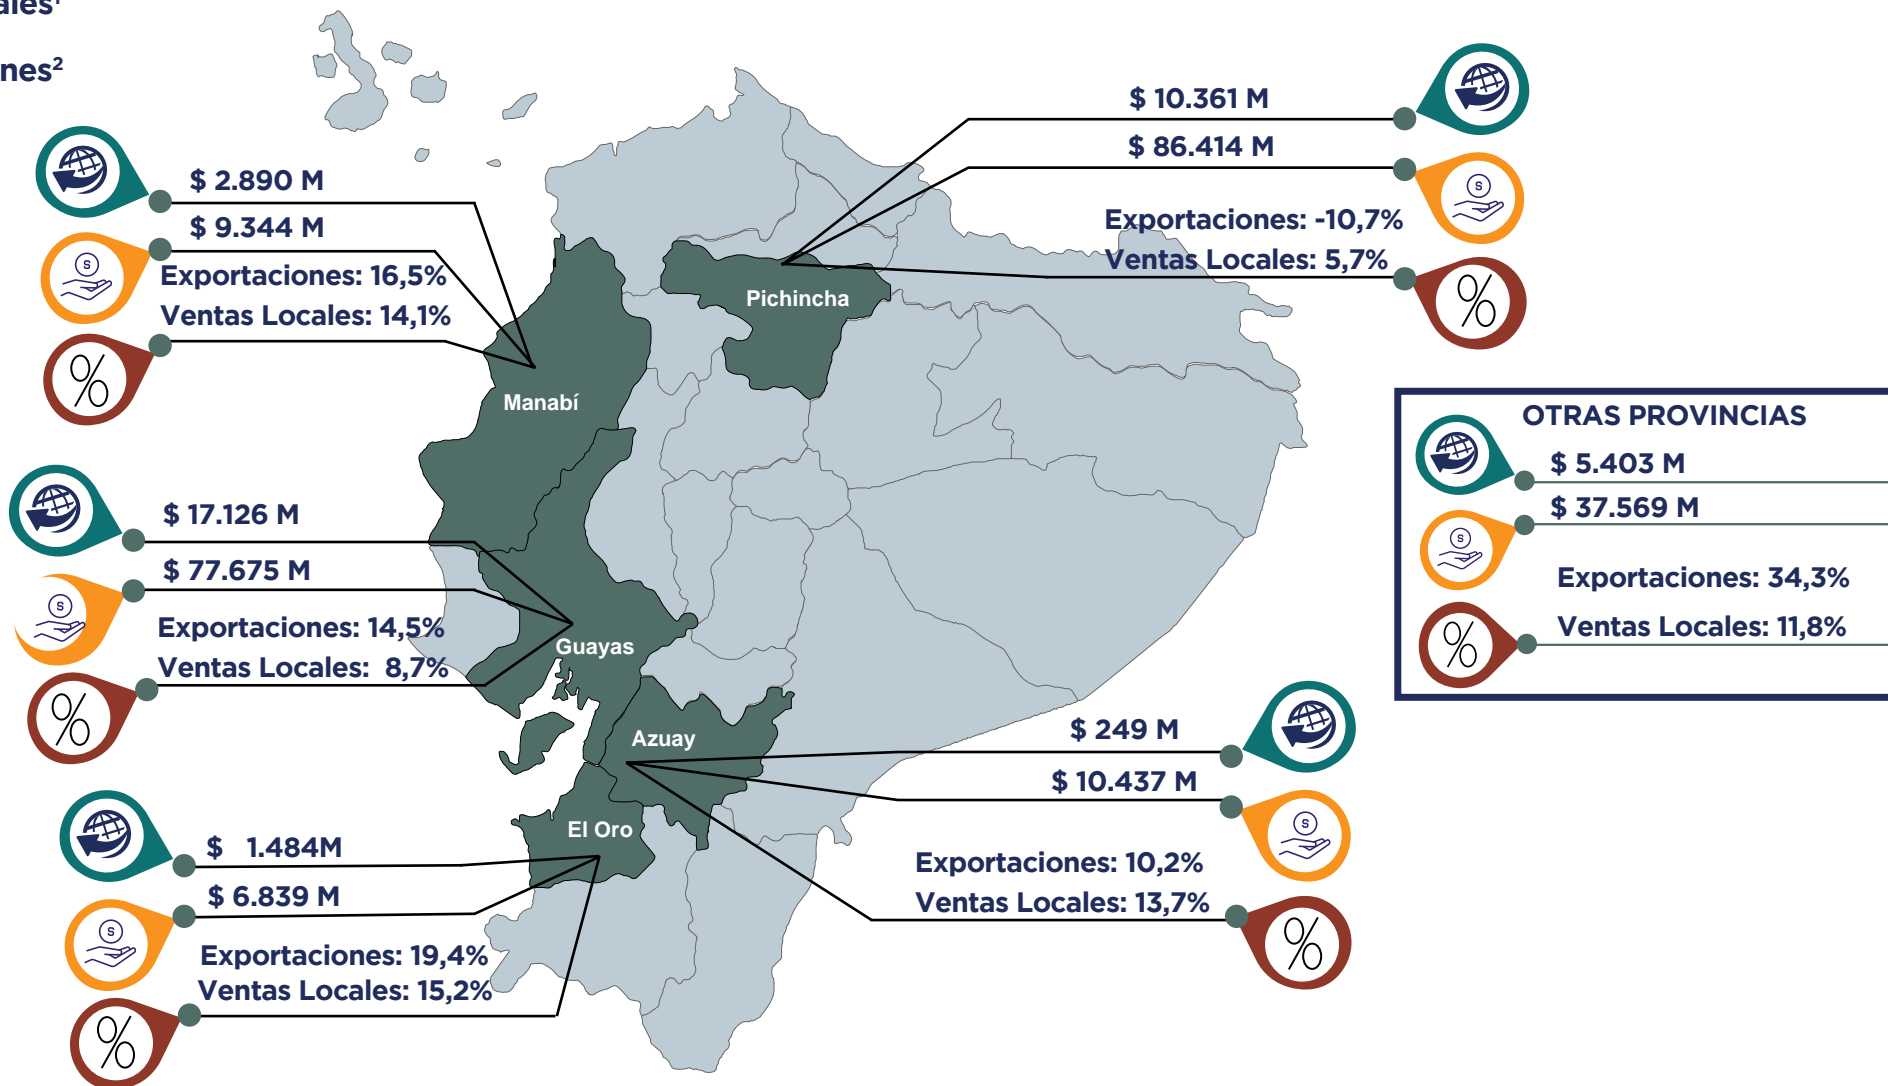 ales¹
nes²
$ 2.890 M
$ 9.344 M
Exportaciones: 16,5%
Ventas Locales: 14,1%
%
Manabí
$ 10.361 M
$ 86.414 M
Exportaciones: -10,7%
Ventas Locales: 5,7%
%
Pichincha
OTRAS PROVINCIAS
$ 5.403 M
$ 37.569 M
Exportaciones: 34,3%
Ventas Locales: 11,8%
%
$ 17.126 M
$ 77.675 M
Exportaciones: 14,5%
Ventas Locales: 8,7%
%
Guayas
Azuay
$ 249 M
$ 10.437 M
Exportaciones: 10,2%
Ventas Locales: 13,7%
%
El Oro
$ 1.484M
$ 6.839 M
Exportaciones: 19,4%
Ventas Locales: 15,2%
%